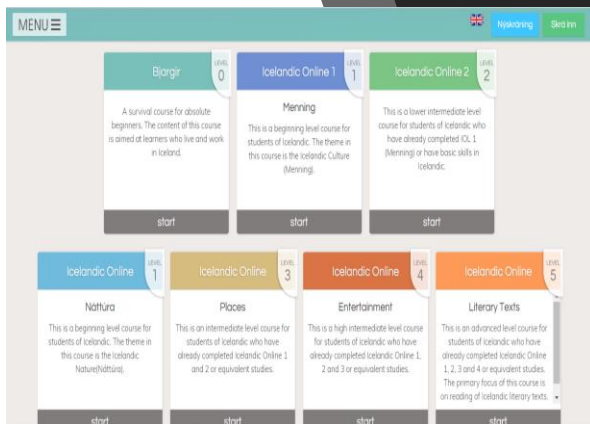 MENU
Nýskráning
Skrá inn
Bjargir
LEVEL
0
A survival course for absolute
beginners. The content of this course
is aimed at learners who live and work
in Iceland.
start
Icelandic Online 1
LEVEL
1
Menning
This is a beginning level course for
students of Icelandic. The theme in
this course is the Icelandic Culture
(Menning).
start
Icelandic Online 2
LEVEL
2
This is a lower intermediate level
course for students of Icelandic who
have already completed IOL 1
(Menning) or have basic skills in
Icelandic.
start
Icelandic Online
LEVEL
1
Náttúra
This is a beginning level course for
students of Icelandic. The theme in
this course is the Icelandic
Nature(Náttúra).
start
Icelandic Online
LEVEL
3
Places
This is an intermediate level course for
students of Icelandic who have
already completed Icelandic Online 1
and 2 or equivalent studies.
start
Icelandic Online
LEVEL
4
Entertainment
This is a high intermediate level course
for students of Icelandic who have
already completed Icelandic Online 1,
2 and 3 or equivalent studies.
start
Icelandic Online
LEVEL
5
Literary Texts
This is an advanced level course for
students of Icelandic who have
already completed Icelandic Online
1, 2, 3 and 4 or equivalent studies.
The primary focus of this course is
on reading of Icelandic literary texts.
start